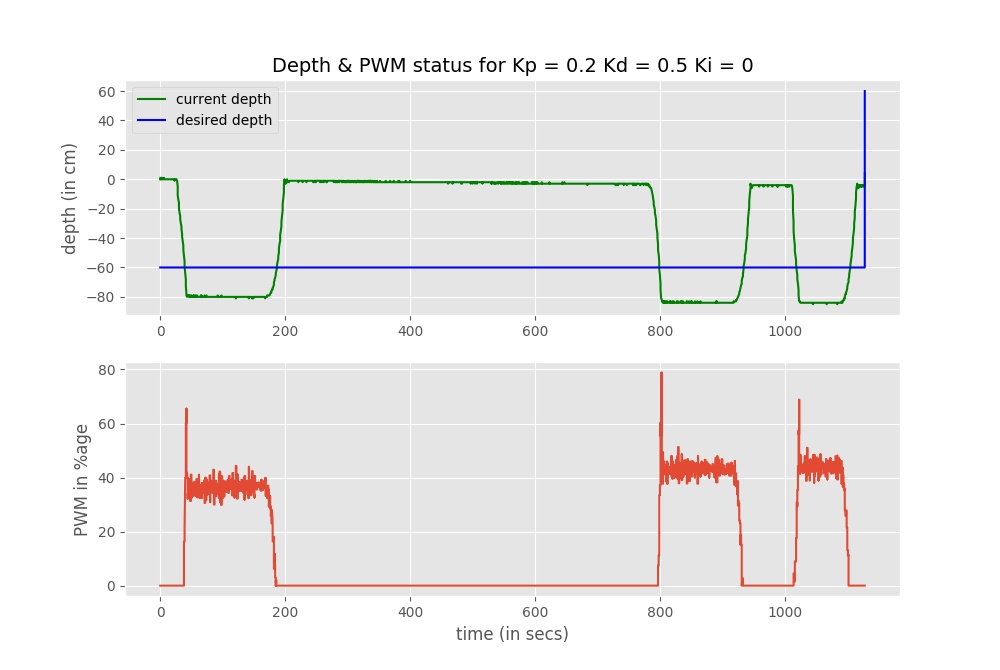 Depth & PWM status for Kp = 0.2 Kd = 0.5 Ki = 0
current depth
desired depth
depth (in cm)
60
40
20
0
−20
−40
−60
−80
0 200 400 600 800 1000
PWM in %age
80
60
40
20
0
0 200 400 600 800 1000
time (in secs)